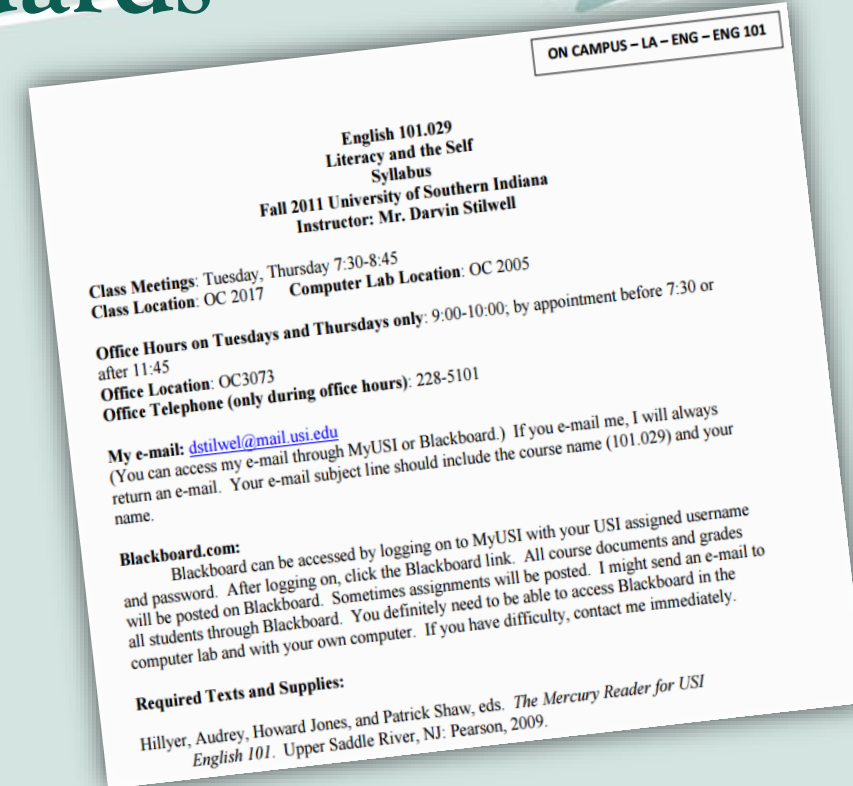 ON CAMPUS – LA – ENG – ENG 101
English 101.029
Literacy and the Self
Syllabus
Fall 2011 University of Southern Indiana
Instructor: Mr. Darvin Stilwell
Class Meetings: Tuesday, Thursday 7:30-8:45
Class Location: OC 2017    Computer Lab Location: OC 2005
Office Hours on Tuesdays and Thursdays only: 9:00-10:00; by appointment before 7:30 or
after 11:45
Office Location: OC3073
Office Telephone (only during office hours): 228-5101
My e-mail: dstilwel@mail.usi.edu
(You can access my e-mail through MyUSI or Blackboard.)  If you e-mail me, I will always
return an e-mail.  Your e-mail subject line should include the course name (101.029) and your
name.
Blackboard.com:
Blackboard can be accessed by logging on to MyUSI with your USI assigned username
and password.  After logging on, click the Blackboard link.  All course documents and grades
will be posted on Blackboard.  Sometimes assignments will be posted.  I might send an e-mail to
all students through Blackboard.  You definitely need to be able to access Blackboard in the
computer lab and with your own computer.  If you have difficulty, contact me immediately.
Required Texts and Supplies:
Hillyer, Audrey, Howard Jones, and Patrick Shaw, eds.  The Mercury Reader for USI
English 101.  Upper Saddle River, NJ: Pearson, 2009.